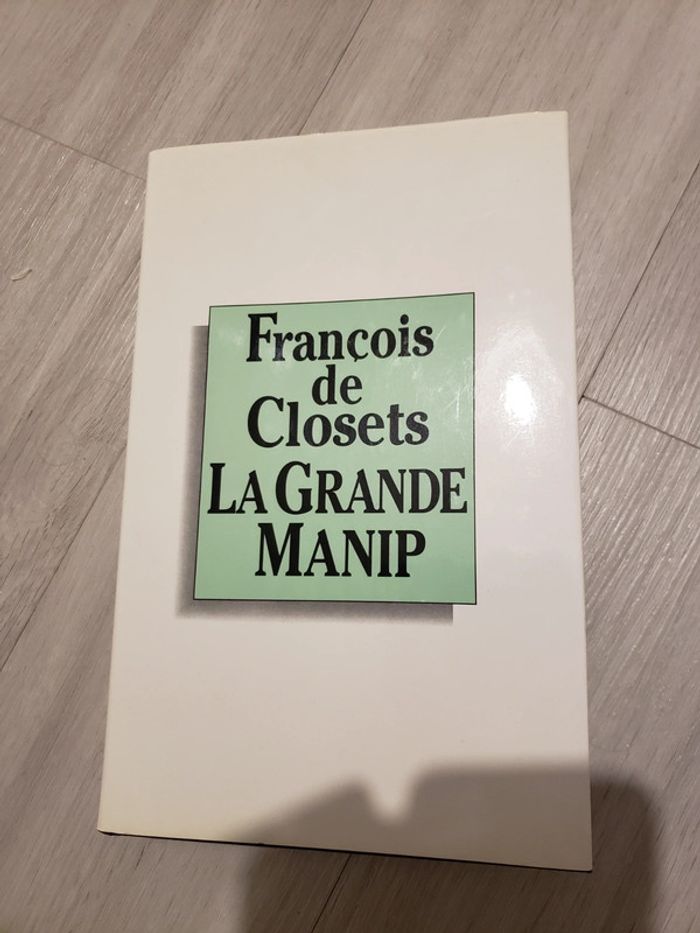 François
de
Closets
LA GRANDE
MANIP